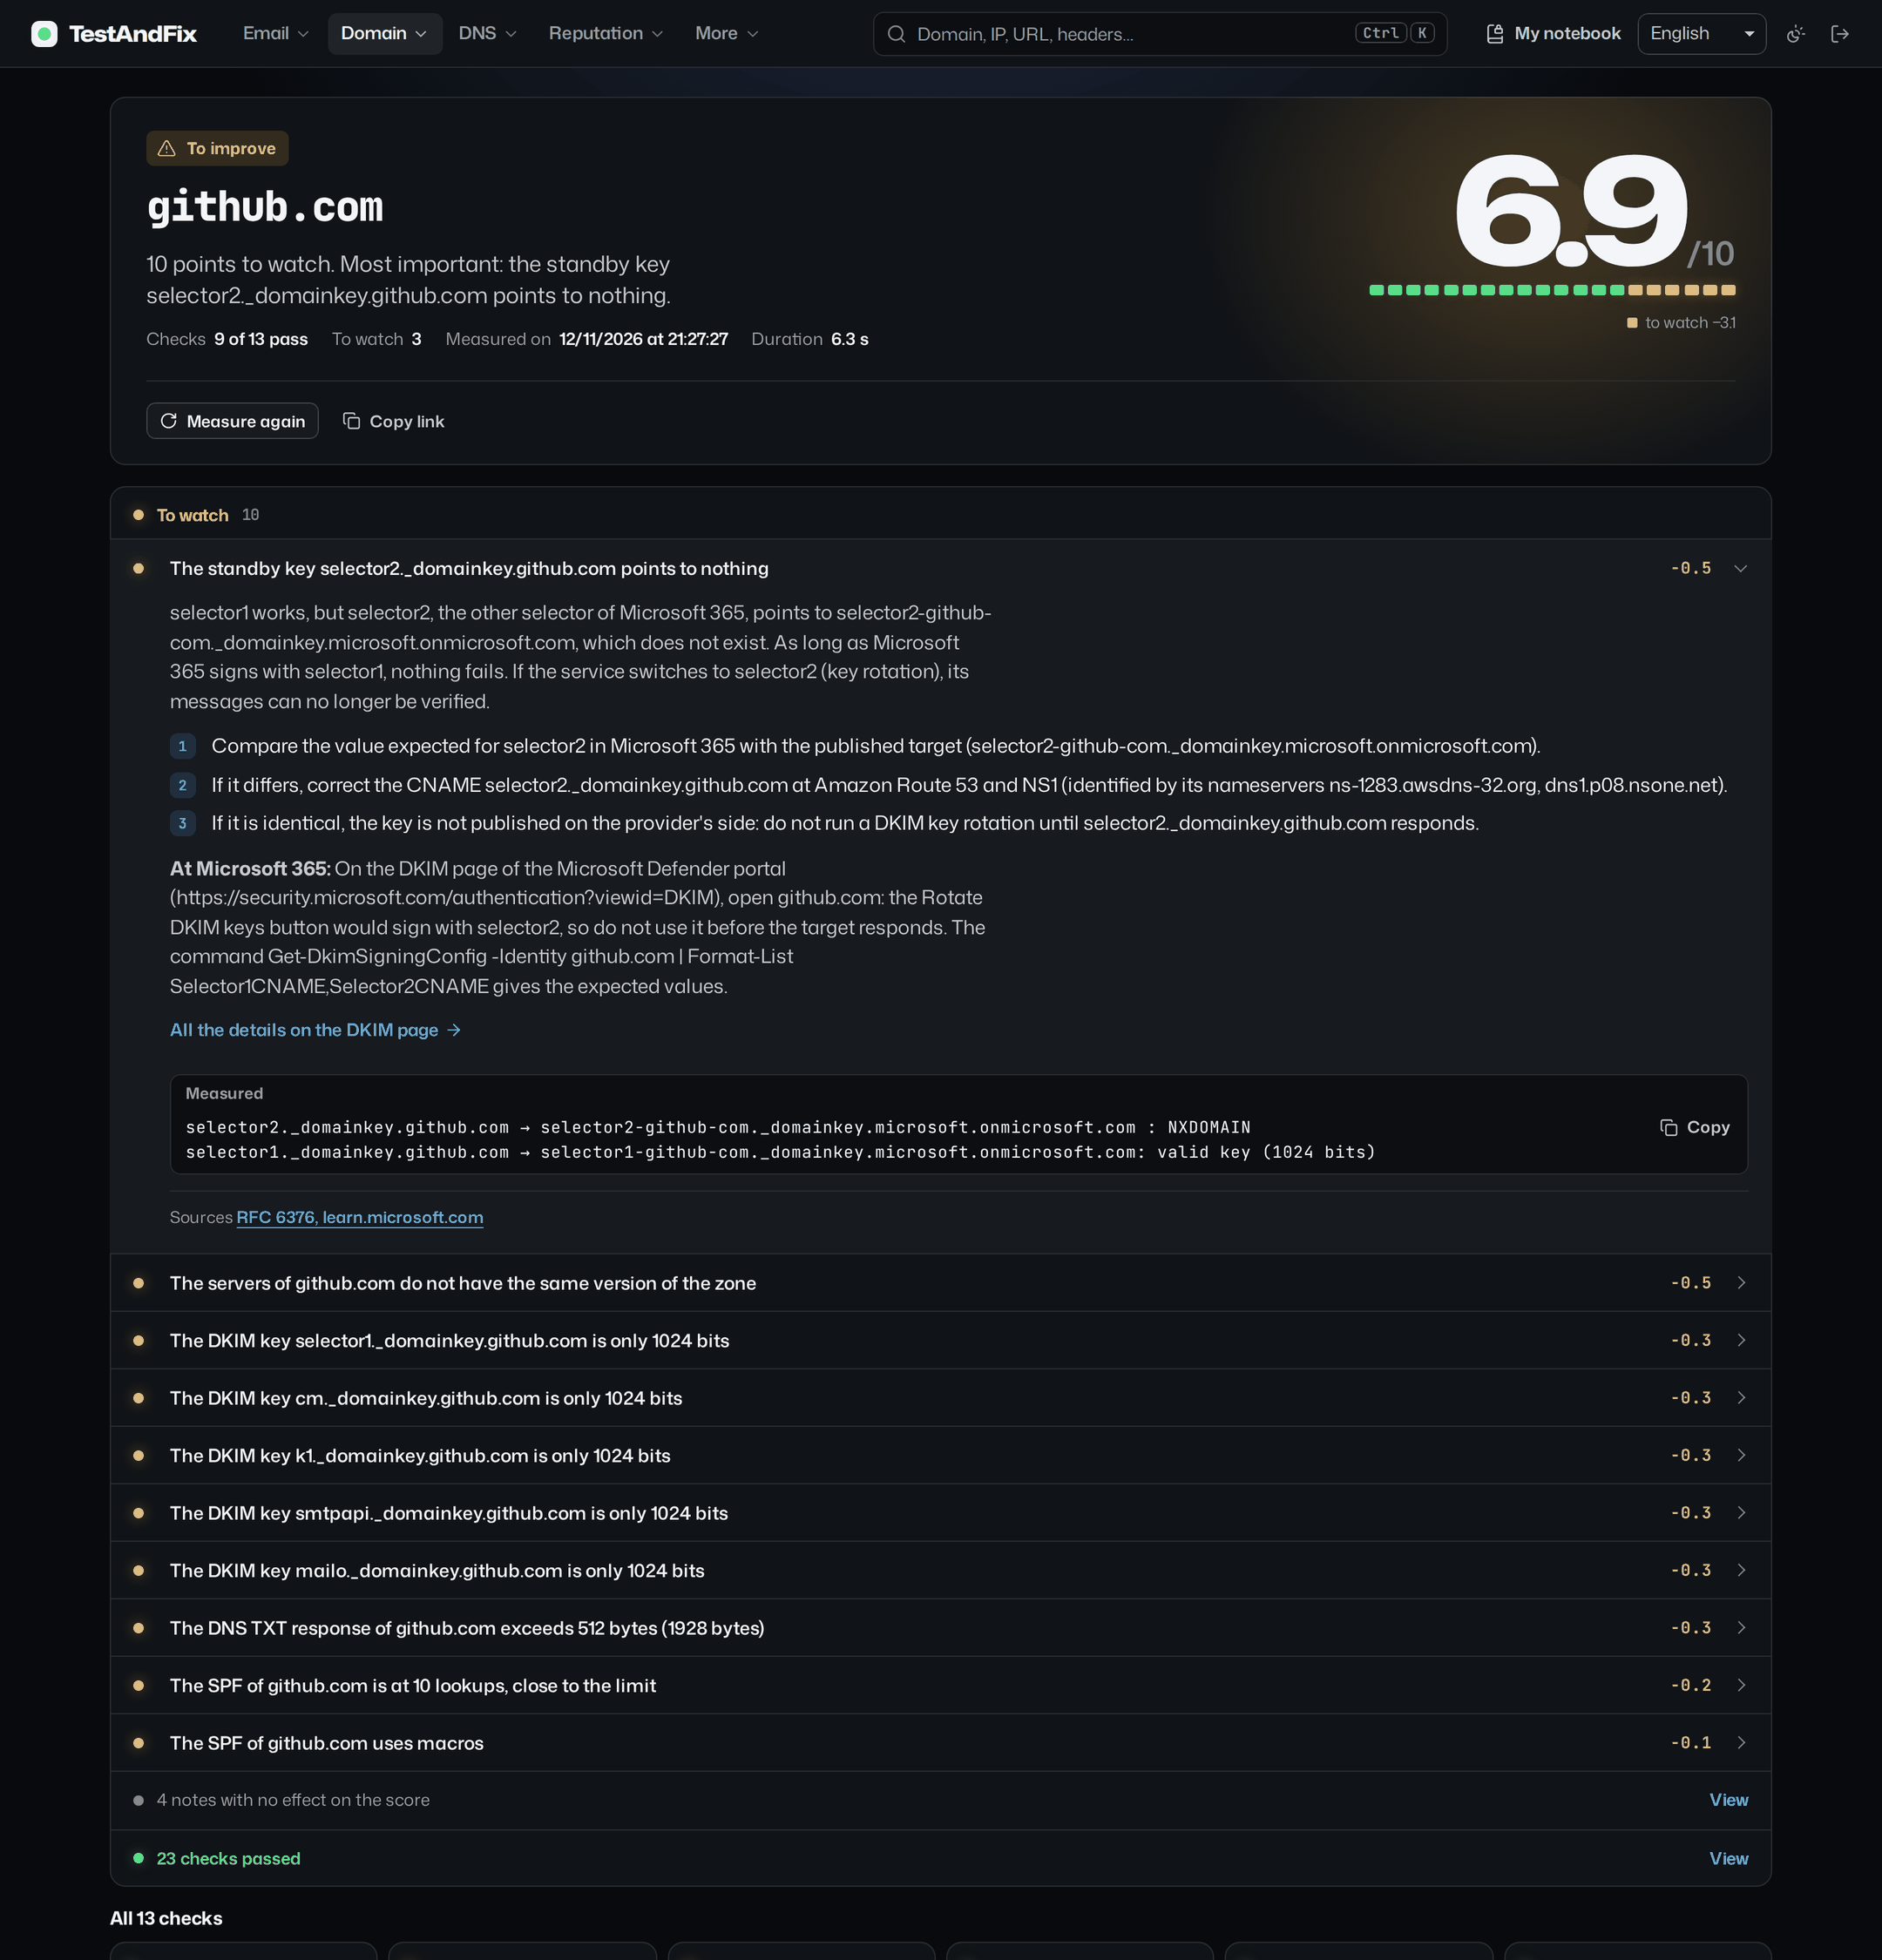 TestAndFix
Email
Domain
DNS
Reputation
More
Domain, IP, URL, headers...
Ctrl K
My notebook
English
To improve
github.com
10 points to watch. Most important: the standby key
selector2._domainkey.github.com points to nothing.
Checks 9 of 13 pass To watch 3 Measured on 12/11/2026 at 21:27:27 Duration 6.3 s
6.9/10
to watch −3.1
Measure again
Copy link
To watch 10
The standby key selector2._domainkey.github.com points to nothing -0.5
selector1 works, but selector2, the other selector of Microsoft 365, points to selector2-github-
com._domainkey.microsoft.onmicrosoft.com, which does not exist. As long as Microsoft
365 signs with selector1, nothing fails. If the service switches to selector2 (key rotation), its
messages can no longer be verified.
1 Compare the value expected for selector2 in Microsoft 365 with the published target (selector2-github-com._domainkey.microsoft.onmicrosoft.com).
2 If it differs, correct the CNAME selector2._domainkey.github.com at Amazon Route 53 and NS1 (identified by its nameservers ns-1283.awsdns-32.org, dns1.p08.nsone.net).
3 If it is identical, the key is not published on the provider's side: do not run a DKIM key rotation until selector2._domainkey.github.com responds.
At Microsoft 365: On the DKIM page of the Microsoft Defender portal
(https://security.microsoft.com/authentication?viewid=DKIM), open github.com: the Rotate
DKIM keys button would sign with selector2, so do not use it before the target responds. The
command Get-DkimSigningConfig -Identity github.com | Format-List
Selector1CNAME,Selector2CNAME gives the expected values.
All the details on the DKIM page →
Measured
selector2._domainkey.github.com → selector2-github-com._domainkey.microsoft.onmicrosoft.com : NXDOMAIN
selector1._domainkey.github.com → selector1-github-com._domainkey.microsoft.onmicrosoft.com: valid key (1024 bits)
Copy
Sources RFC 6376, learn.microsoft.com
The servers of github.com do not have the same version of the zone -0.5
The DKIM key selector1._domainkey.github.com is only 1024 bits -0.3
The DKIM key cm._domainkey.github.com is only 1024 bits -0.3
The DKIM key k1._domainkey.github.com is only 1024 bits -0.3
The DKIM key smtpapi._domainkey.github.com is only 1024 bits -0.3
The DKIM key mailo._domainkey.github.com is only 1024 bits -0.3
The DNS TXT response of github.com exceeds 512 bytes (1928 bytes) -0.3
The SPF of github.com is at 10 lookups, close to the limit -0.2
The SPF of github.com uses macros -0.1
4 notes with no effect on the score View
23 checks passed View
All 13 checks